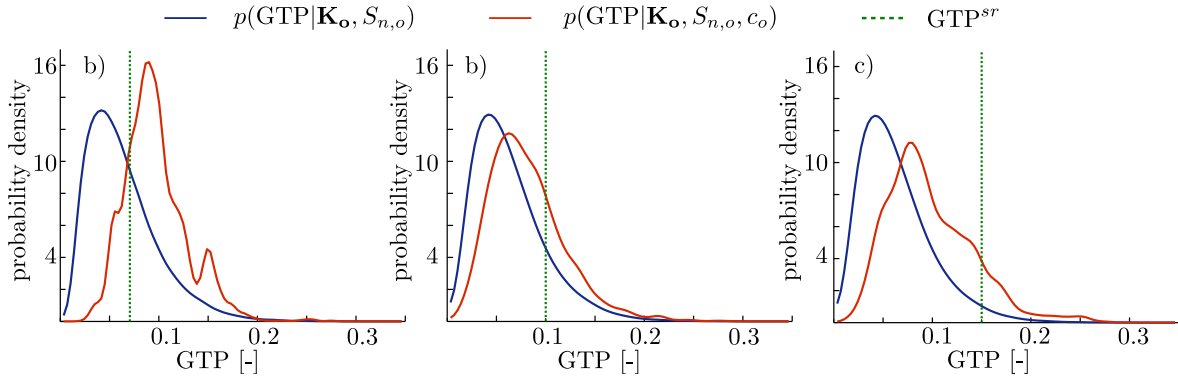 p(GTP|K_o, S_{n,o}) p(GTP|K_o, S_{n,o}, c_o) GTP^{sr}
b)
probability density
16
10
4
0.1 0.2 0.3
GTP [-]
b)
probability density
16
10
4
0.1 0.2 0.3
GTP [-]
c)
probability density
16
10
4
0.1 0.2 0.3
GTP [-]